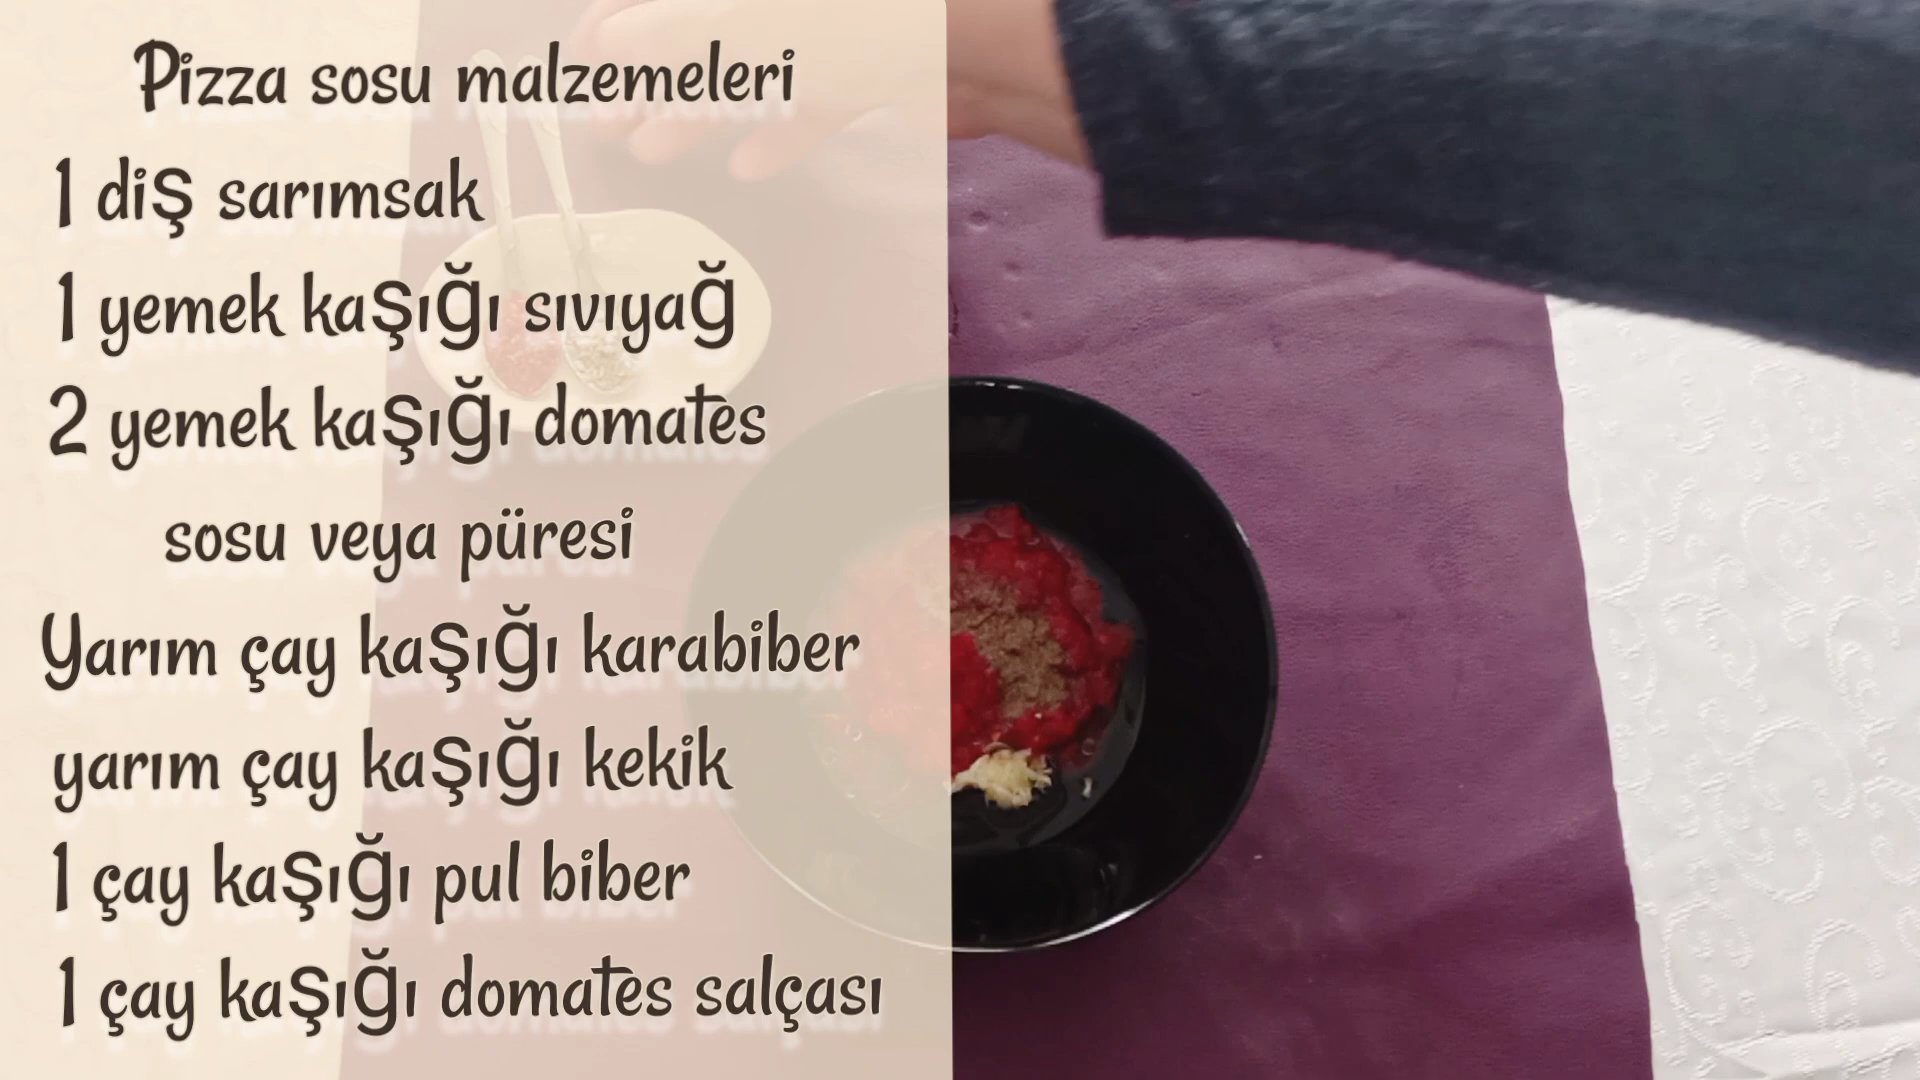 Pizza sosu malzemeleri
1 diş sarımsak
1 yemek kaşığı sıvıyağ
2 yemek kaşığı domates
sosu veya püresi
Yarım çay kaşığı karabiber
yarım çay kaşığı kekik
1 çay kaşığı pul biber
1 çay kaşığı domates salçası